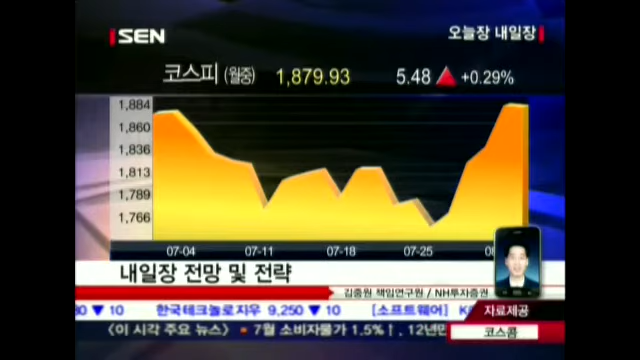 SEN
오늘장 내일장
코스피 (월중) 1,879.93 5.48 ▲ +0.29%
1,884
1,860
1,836
1,813
1,789
1,766
07-04 07-11 07-18 07-25
내일장 전망 및 전략
김종원 책임연구원 / NH투자증권
▼ 10 한국테크놀로지우 9,250 ▼ 10 [소프트웨어]
자료제공
<이 시각 주요 뉴스> 7월 소비자물가 1.5%↑, 12년만
코스콤